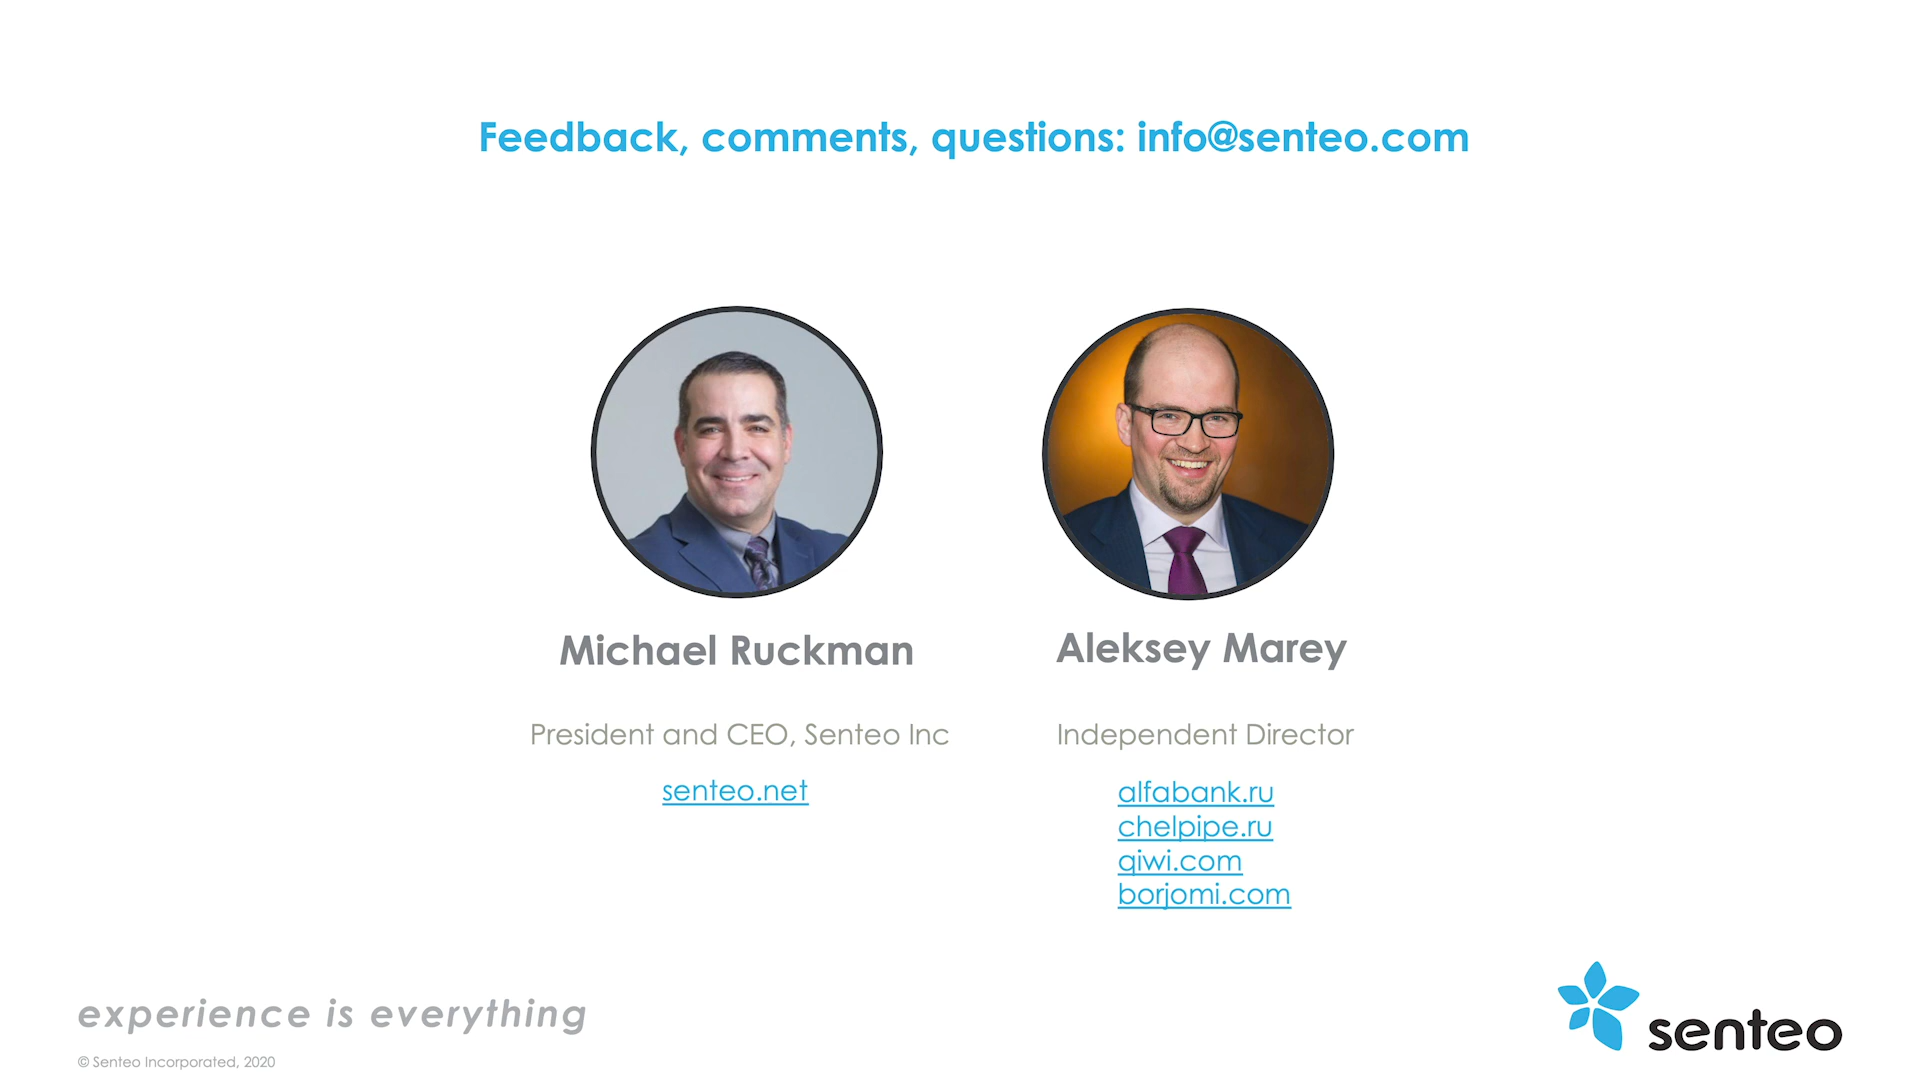 Feedback, comments, questions: info@senteo.com
Michael Ruckman
Aleksey Marey
President and CEO, Senteo Inc
Independent Director
senteo.net
alfabank.ru
chelpipe.ru
qiwi.com
borjomi.com
experience is everything
© Senteo Incorporated, 2020
senteo